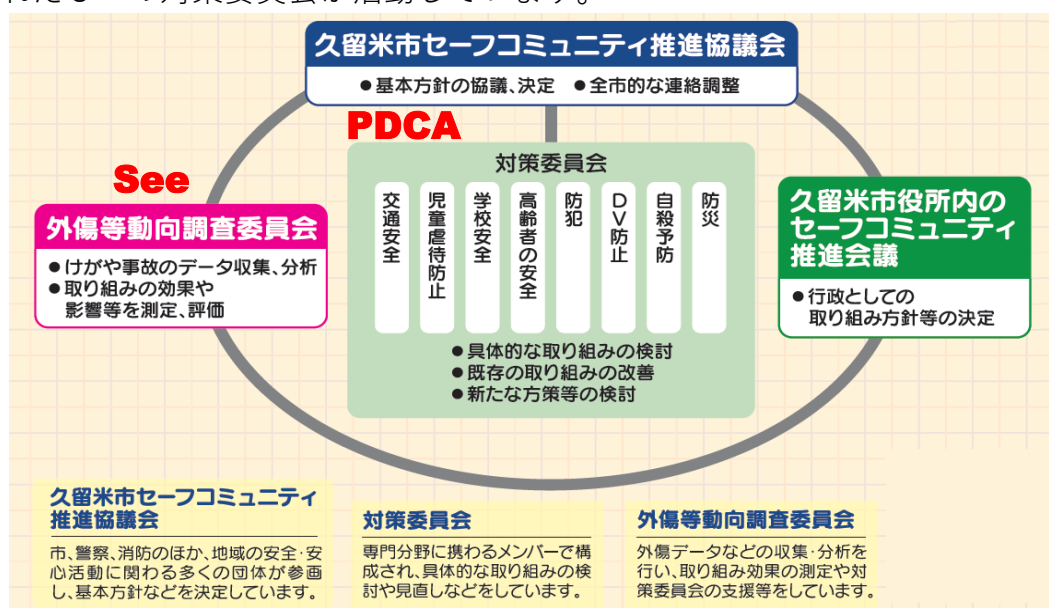 対策委員会が活動しています。
久留米市セーフコミュニティ推進協議会
●基本方針の協議、決定 ●全市的な連絡調整
PDCA
対策委員会
See
交通安全
児童虐待防止
学校安全
高齢者の安全
防犯
DV防止
自殺予防
防災
●具体的な取り組みの検討
●既存の取り組みの改善
●新たな方策等の検討
外傷等動向調査委員会
●けがや事故のデータ収集、分析
●取り組みの効果や
影響等を測定、評価
久留米市役所内の
セーフコミュニティ
推進会議
●行政としての
取り組み方針等の決定
久留米市セーフコミュニティ
推進協議会
市、警察、消防のほか、地域の安全・安
心活動に関わる多くの団体が参画
し、基本方針などを決定しています。
対策委員会
専門分野に携わるメンバーで構
成され、具体的な取り組みの検
討や見直しなどをしています。
外傷等動向調査委員会
外傷データなどの収集・分析を
行い、取り組み効果の測定や対
策委員会の支援等をしています。